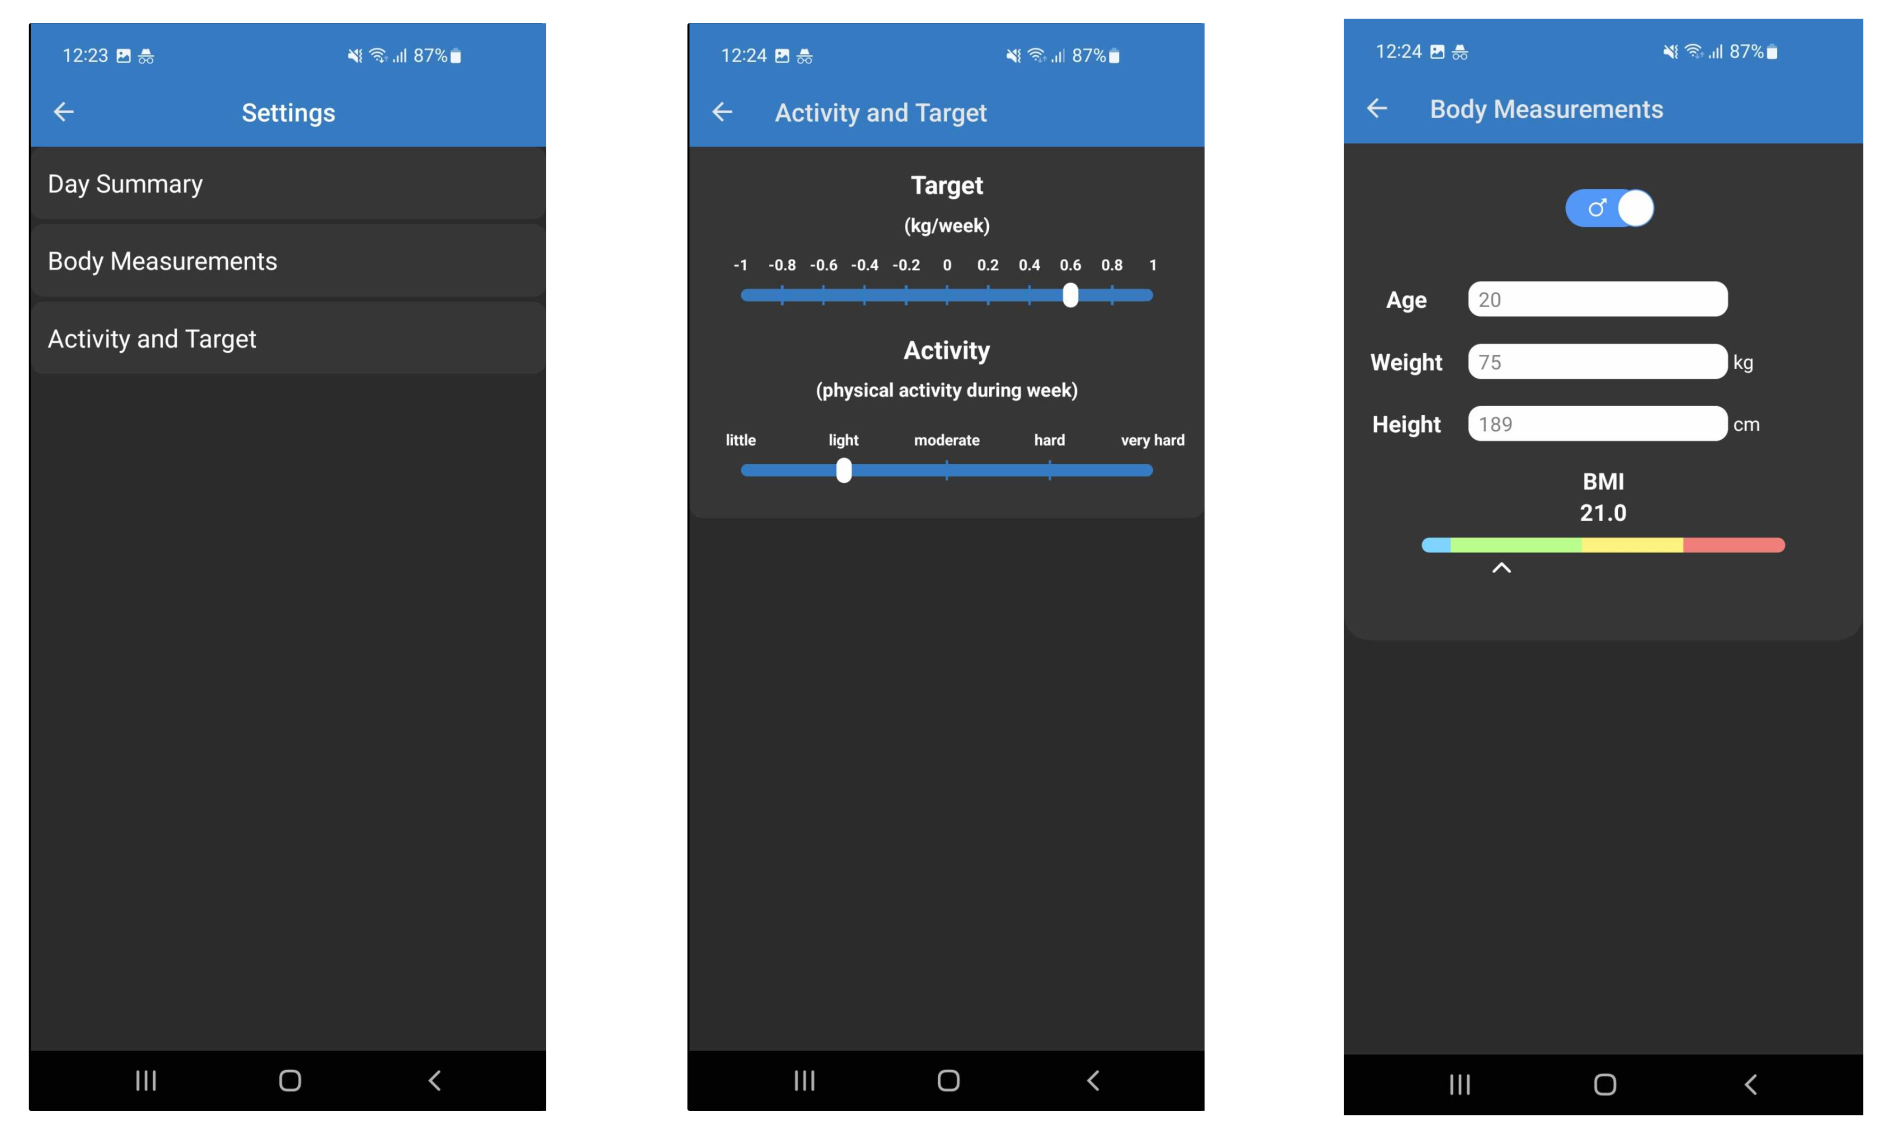 12:23 87%
Settings
Day Summary
Body Measurements
Activity and Target
12:24 87%
Activity and Target
Target
(kg/week)
-1 -0.8 -0.6 -0.4 -0.2 0 0.2 0.4 0.6 0.8 1
Activity
(physical activity during week)
little light moderate hard very hard
12:24 87%
Body Measurements
Age 20
Weight 75 kg
Height 189 cm
BMI
21.0